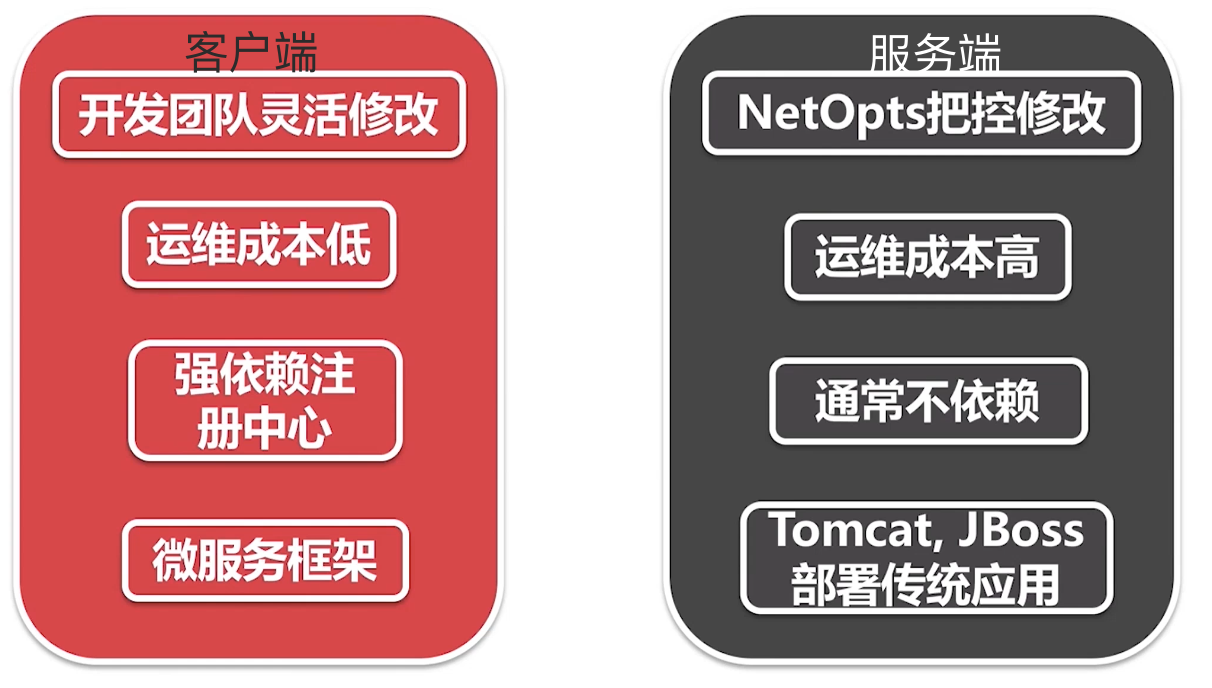 客户端
开发团队灵活修改
运维成本低
强依赖注
册中心
微服务框架
服务端
NetOpts把控修改
运维成本高
通常不依赖
Tomcat, JBoss
部署传统应用